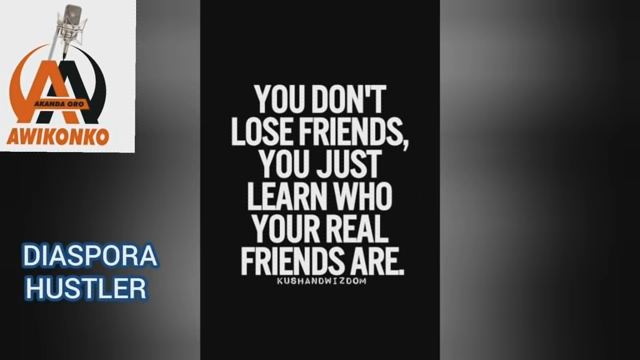 AKANDA ORO
AWIKONKO
YOU DON'T
LOSE FRIENDS,
YOU JUST
LEARN WHO
YOUR REAL
FRIENDS ARE.
KUSHANDWIZDOM
DIASPORA
HUSTLER